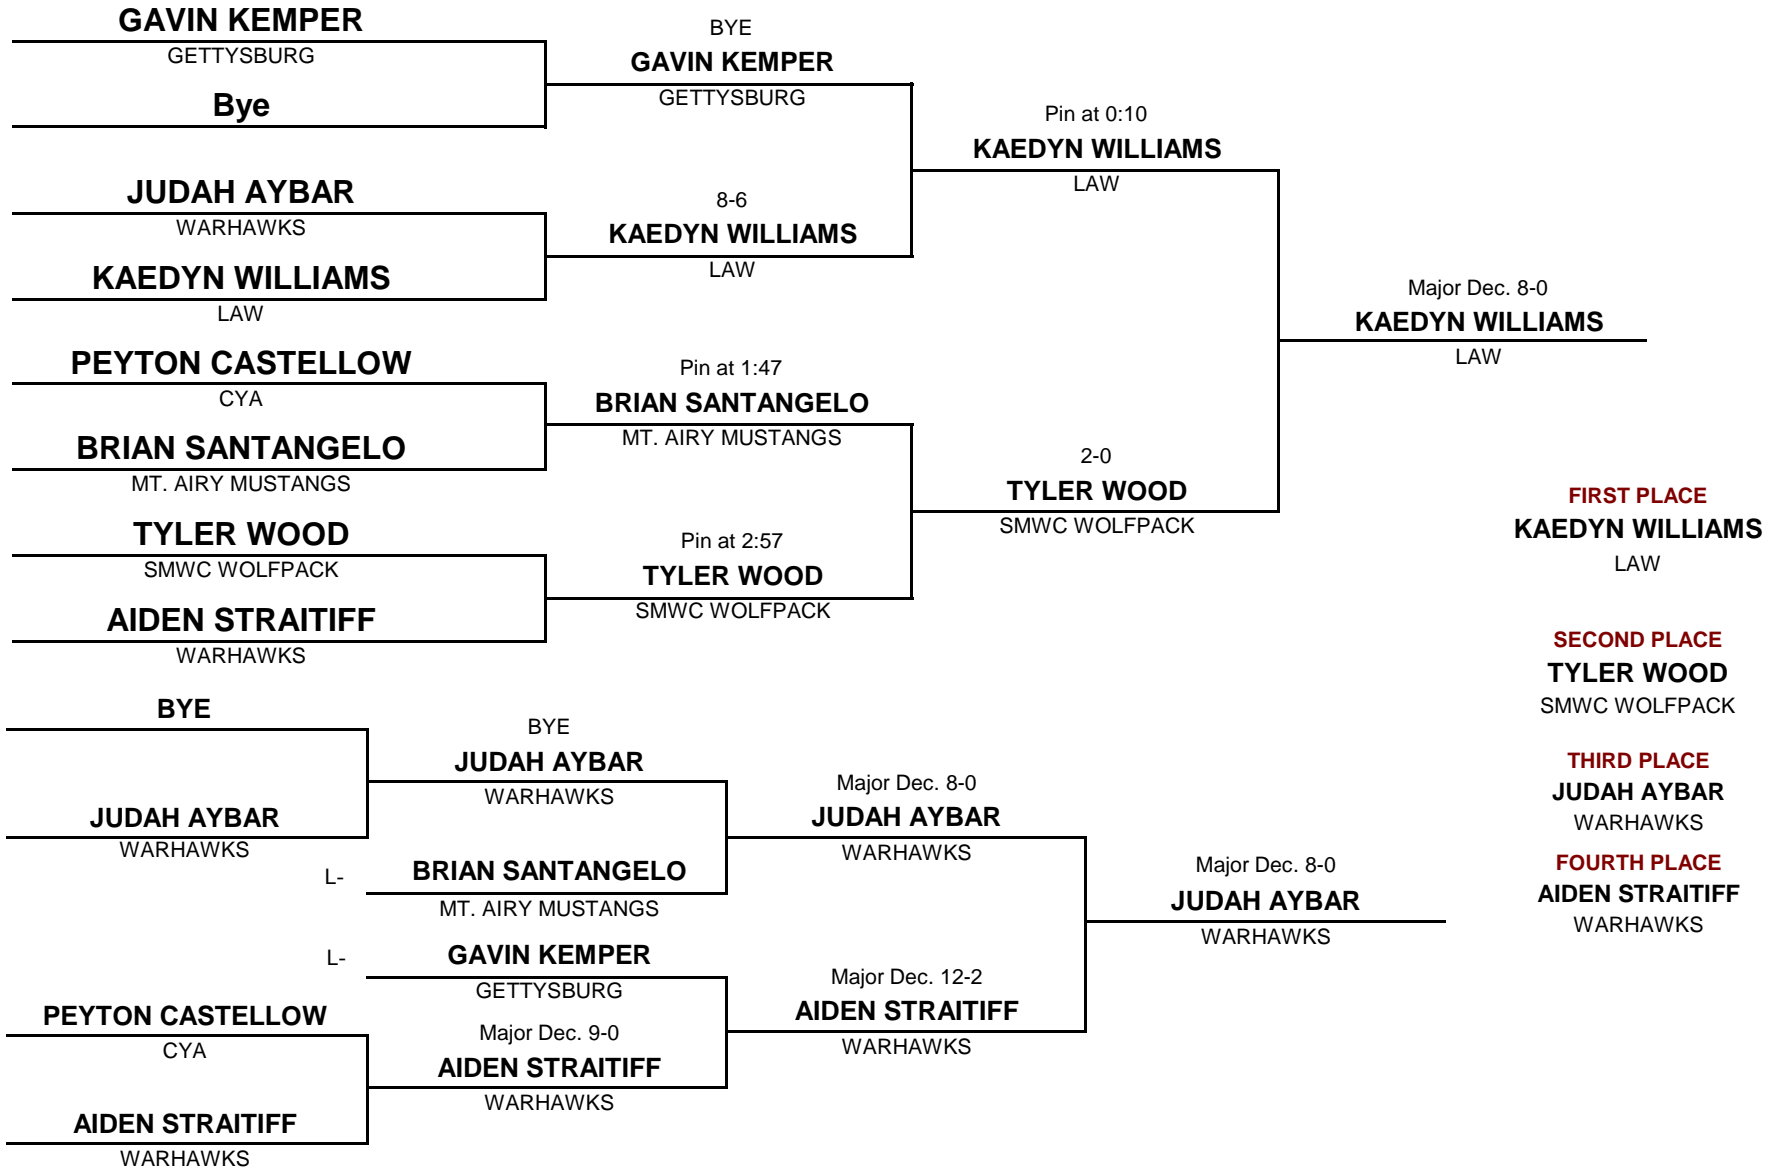 GAVIN KEMPER
GETTYSBURG
Bye
JUDAH AYBAR
WARHAWKS
KAEDYN WILLIAMS
LAW
PEYTON CASTELLOW
CYA
BRIAN SANTANGELO
MT. AIRY MUSTANGS
TYLER WOOD
SMWC WOLFPACK
AIDEN STRAITIFF
WARHAWKS
BYE
GAVIN KEMPER
GETTYSBURG
8-6
KAEDYN WILLIAMS
LAW
Pin at 1:47
BRIAN SANTANGELO
MT. AIRY MUSTANGS
Pin at 2:57
TYLER WOOD
SMWC WOLFPACK
Pin at 0:10
KAEDYN WILLIAMS
LAW
2-0
TYLER WOOD
SMWC WOLFPACK
Major Dec. 8-0
KAEDYN WILLIAMS
LAW
BYE
JUDAH AYBAR
WARHAWKS
PEYTON CASTELLOW
CYA
AIDEN STRAITIFF
WARHAWKS
BYE
JUDAH AYBAR
WARHAWKS
L-
BRIAN SANTANGELO
MT. AIRY MUSTANGS
L-
GAVIN KEMPER
GETTYSBURG
Major Dec. 9-0
AIDEN STRAITIFF
WARHAWKS
Major Dec. 8-0
JUDAH AYBAR
WARHAWKS
Major Dec. 12-2
AIDEN STRAITIFF
WARHAWKS
Major Dec. 8-0
JUDAH AYBAR
WARHAWKS
FIRST PLACE
KAEDYN WILLIAMS
LAW
SECOND PLACE
TYLER WOOD
SMWC WOLFPACK
THIRD PLACE
JUDAH AYBAR
WARHAWKS
FOURTH PLACE
AIDEN STRAITIFF
WARHAWKS